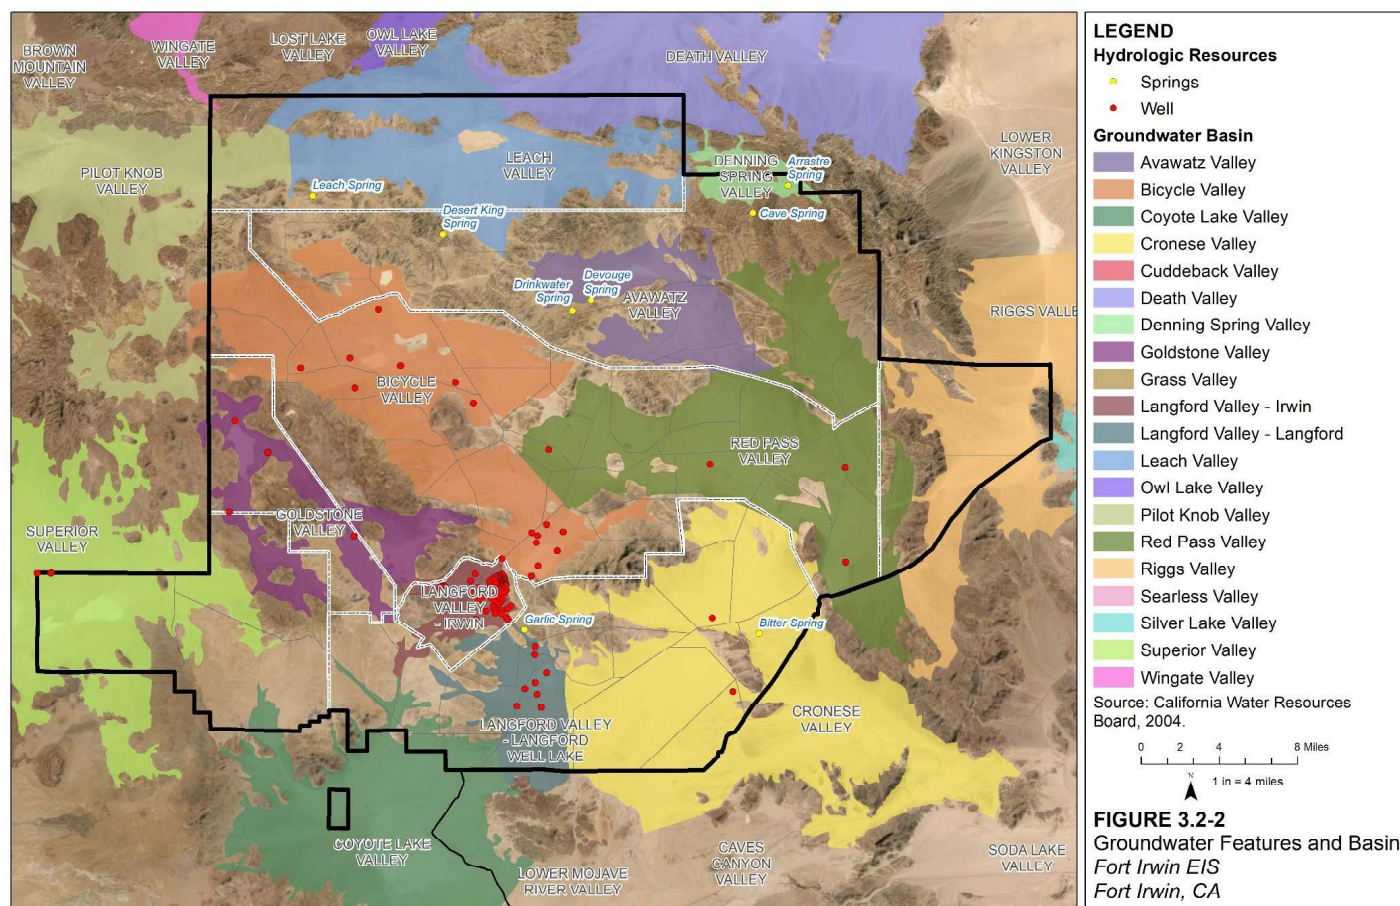 BROWN
MOUNTAIN
VALLEY
WINGATE
VALLEY
LOST LAKE
VALLEY
OWL LAKE
VALLEY
DEATH VALLEY
LOWER
KINGSTON
VALLEY
PILOT KNOB
VALLEY
LEACH
VALLEY
DENNING
SPRING
VALLEY
Arrastre
Spring
Leach Spring
Cave Spring
Desert King
Spring
Drinkwater
Spring
Devouge
Spring
AVAWATZ
VALLEY
RIGGS VALLE
BICYCLE
VALLEY
RED PASS
VALLEY
SUPERIOR
VALLEY
GOLDSTONE
VALLEY
LANGFORD
VALLEY
- IRWIN
Garlic Spring
Bitter Spring
LANGFORD VALLEY
- LANGFORD
WELL LAKE
CRONESE
VALLEY
COYOTE LAKE
VALLEY
LOWER MOJAVE
RIVER VALLEY
CAVES
CANYON
VALLEY
SODA LAKE
VALLEY
LEGEND
Hydrologic Resources
Springs
Well
Groundwater Basin
Avawatz Valley
Bicycle Valley
Coyote Lake Valley
Cronese Valley
Cuddeback Valley
Death Valley
Denning Spring Valley
Goldstone Valley
Grass Valley
Langford Valley - Irwin
Langford Valley - Langford
Leach Valley
Owl Lake Valley
Pilot Knob Valley
Red Pass Valley
Riggs Valley
Searless Valley
Silver Lake Valley
Superior Valley
Wingate Valley
Source: California Water Resources
Board, 2004.
0 2 4 8 Miles
N
1 in = 4 miles
FIGURE 3.2-2
Groundwater Features and Basin
Fort Irwin EIS
Fort Irwin, CA